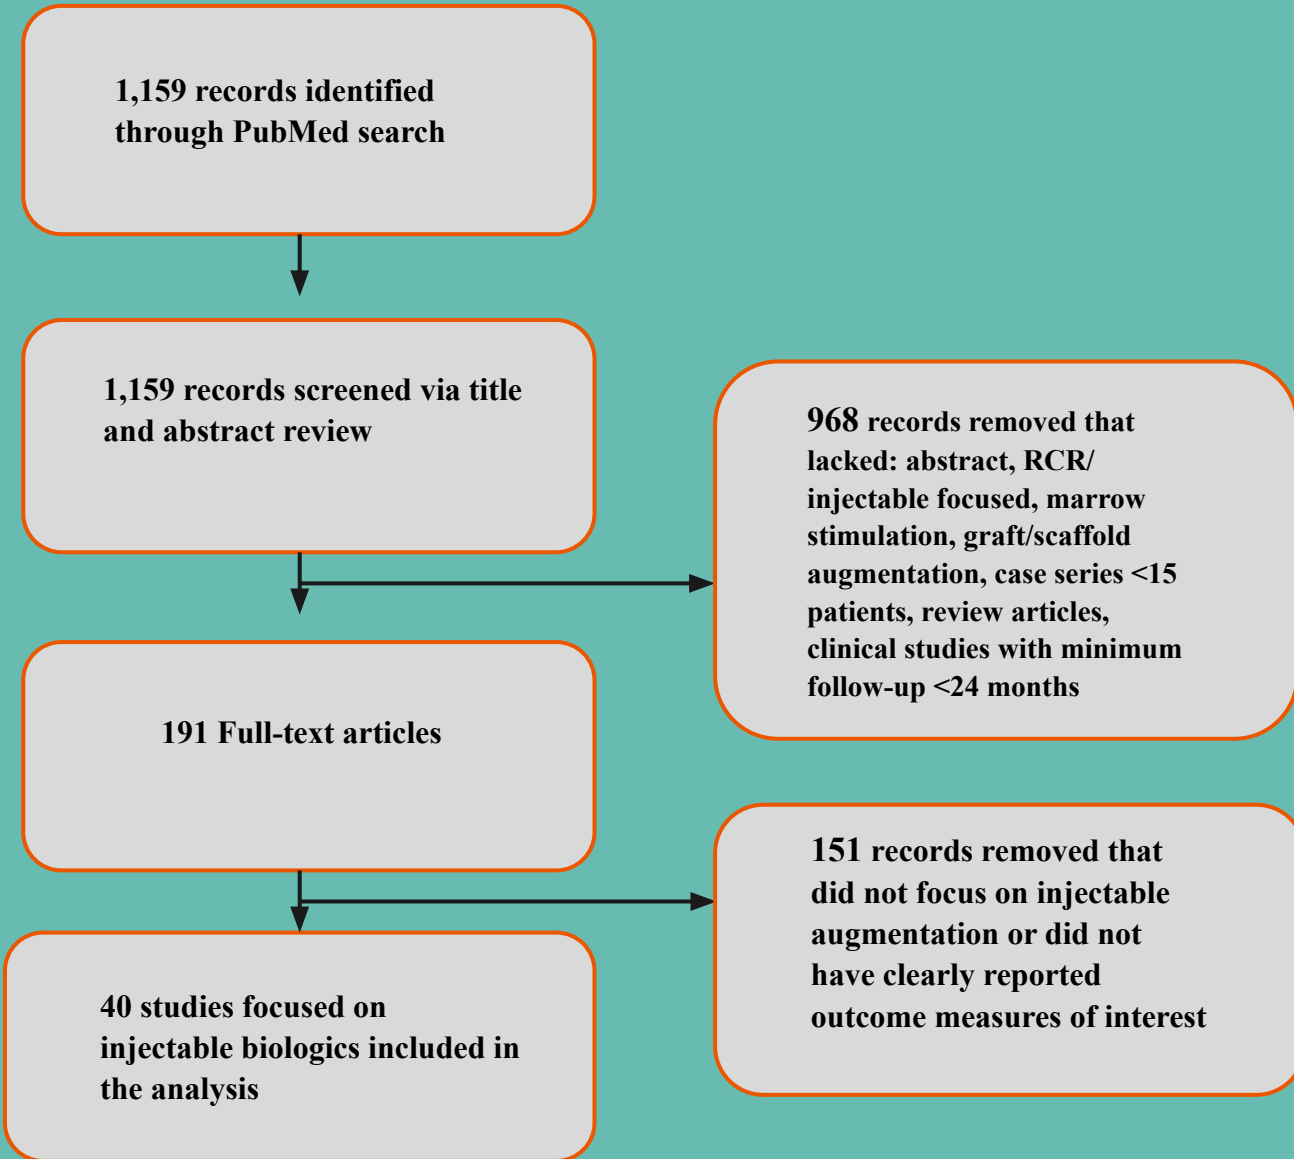 1,159 records identified
through PubMed search
1,159 records screened via title
and abstract review
968 records removed that
lacked: abstract, RCR/
injectable focused, marrow
stimulation, graft/scaffold
augmentation, case series <15
patients, review articles,
clinical studies with minimum
follow-up <24 months
191 Full-text articles
151 records removed that
did not focus on injectable
augmentation or did not
have clearly reported
outcome measures of interest
40 studies focused on
injectable biologics included in
the analysis